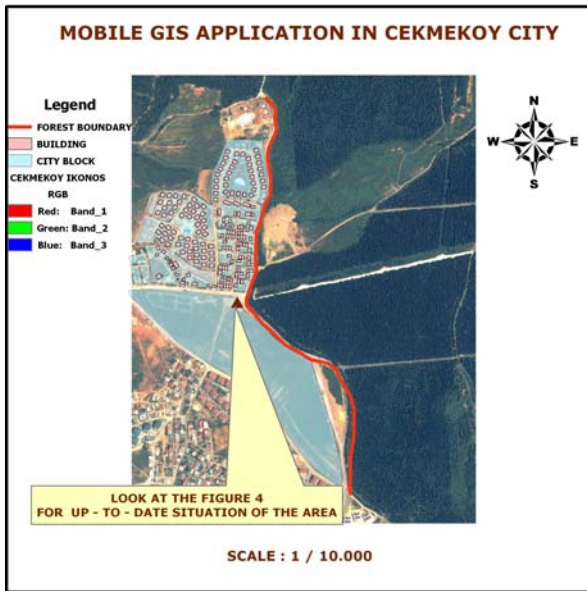 MOBILE GIS APPLICATION IN CEKMEKOY CITY
Legend
FOREST BOUNDARY
BUILDING
CITY BLOCK
CEKMEKOY IKONOS
RGB
Red: Band_1
Green: Band_2
Blue: Band_3
N
W E
S
LOOK AT THE FIGURE 4
FOR UP - TO - DATE SITUATION OF THE AREA
SCALE : 1 / 10.000